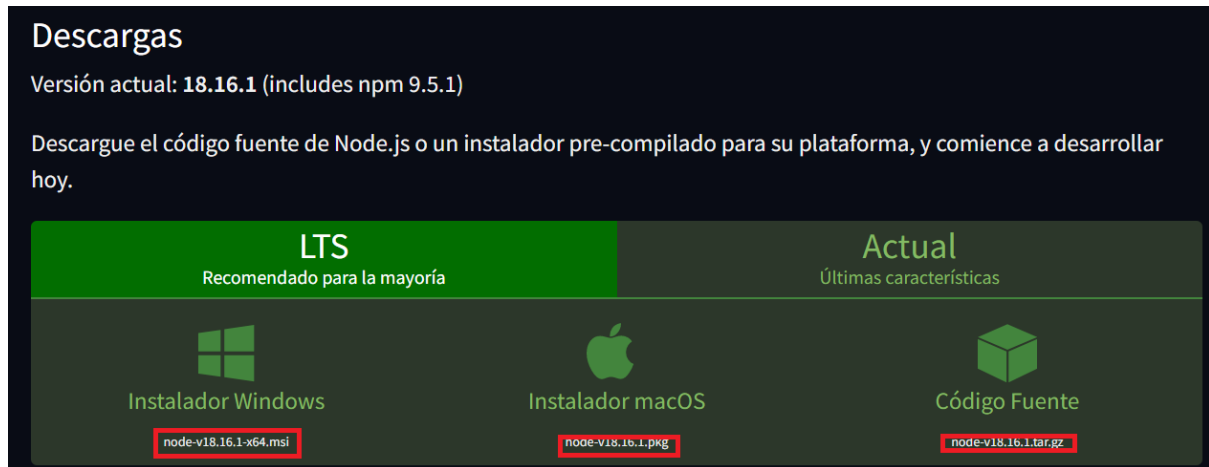 Descargas
Versión actual: 18.16.1 (includes npm 9.5.1)
Descargue el código fuente de Node.js o un instalador pre-compilado para su plataforma, y comience a desarrollar
hoy.
LTS
Recomendado para la mayoría
Actual
Últimas características
Instalador Windows
node-v18.16.1-x64.msi
Instalador macOS
node-v18.16.1.pkg
Código Fuente
node-v18.16.1.tar.gz